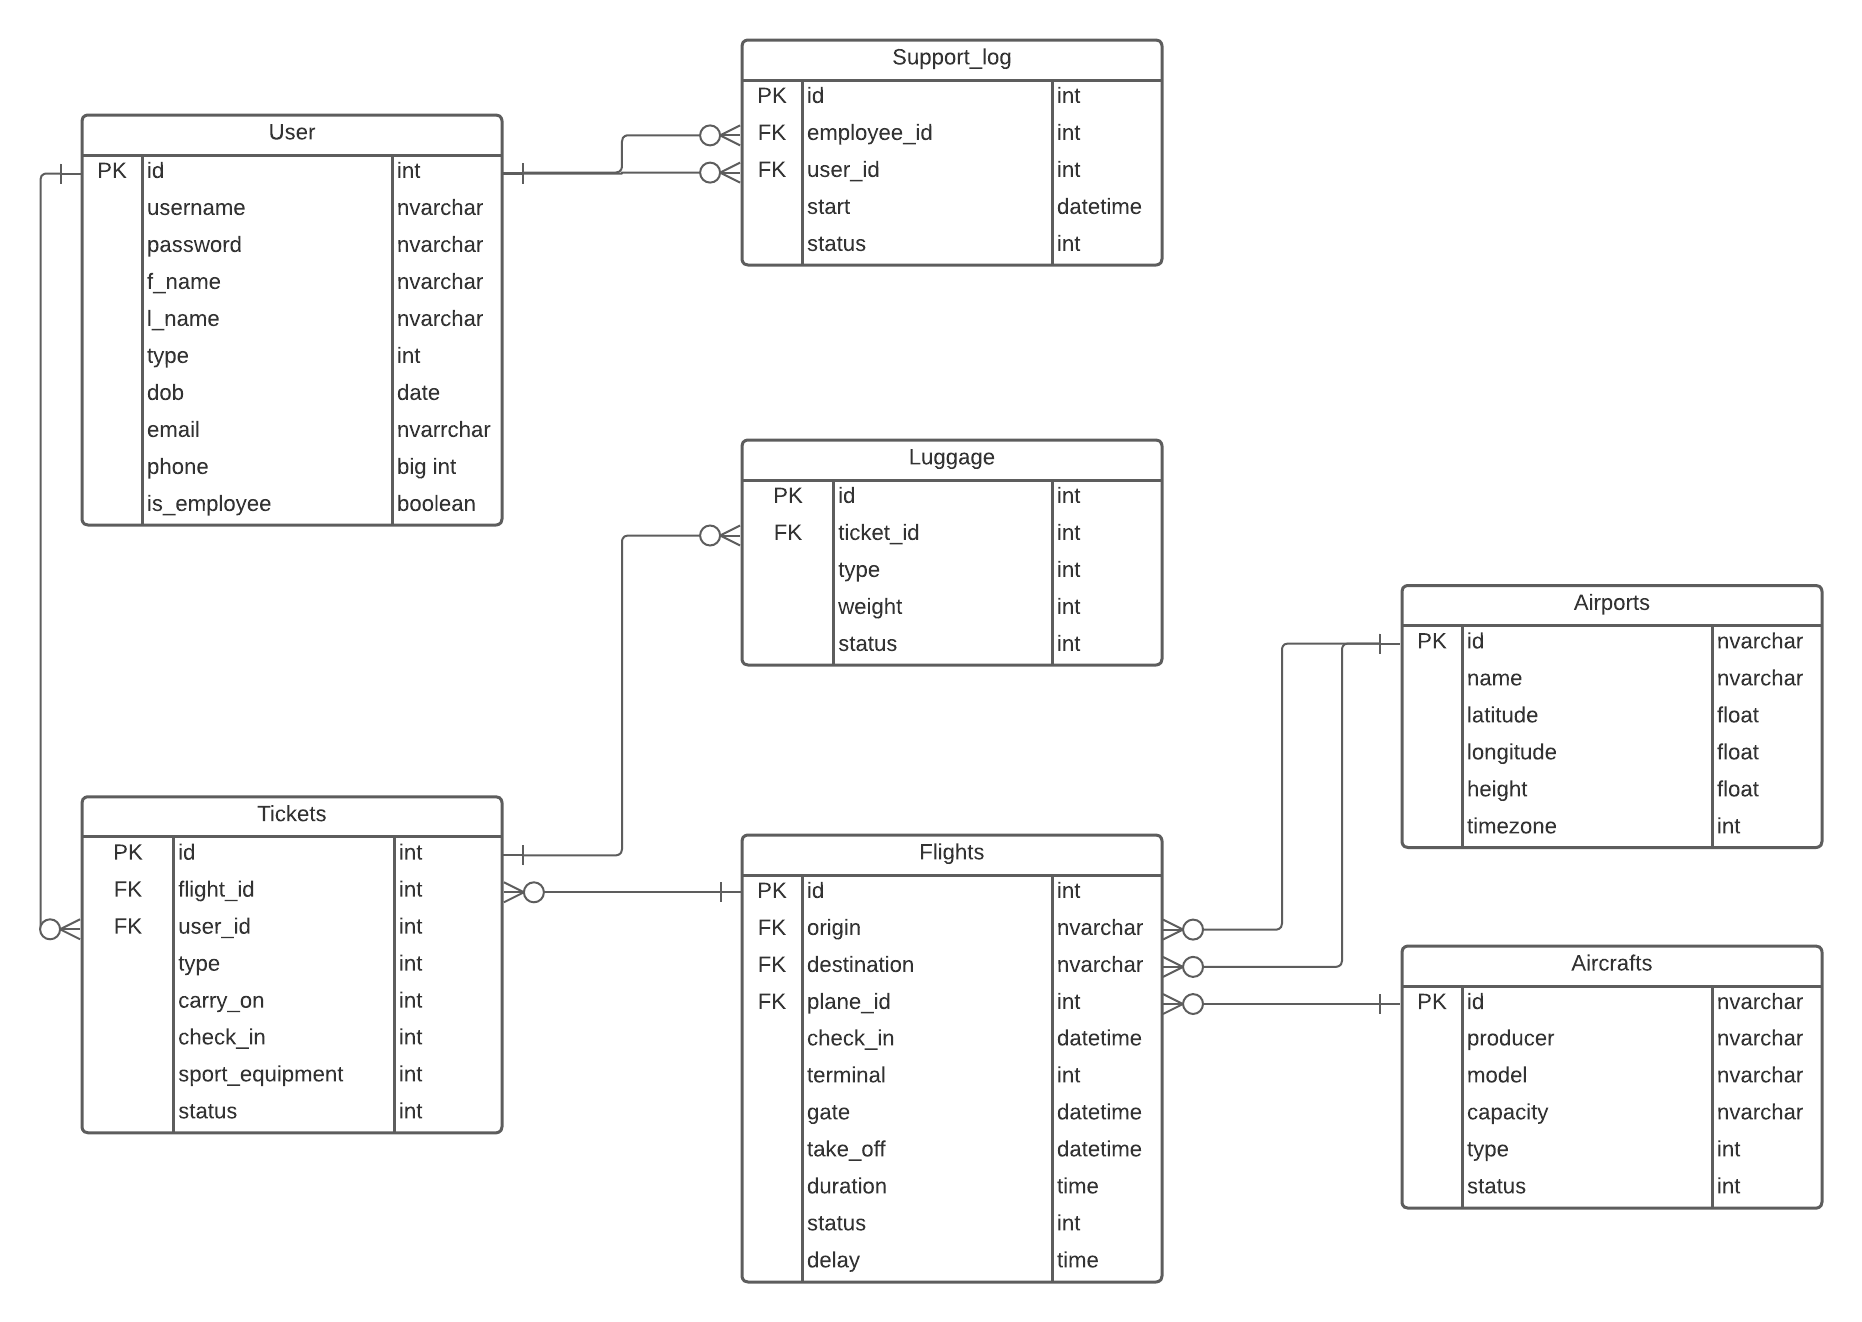 Support_log
PK id int
FK employee_id int
FK user_id int
start datetime
status int
User
PK id int
username nvarchar
password nvarchar
f_name nvarchar
l_name nvarchar
type int
dob date
email nvarrchar
phone big int
is_employee boolean
Luggage
PK id int
FK ticket_id int
type int
weight int
status int
Airports
PK id nvarchar
name nvarchar
latitude float
longitude float
height float
timezone int
Tickets
PK id int
FK flight_id int
FK user_id int
type int
carry_on int
check_in int
sport_equipment int
status int
Flights
PK id int
FK origin nvarchar
FK destination nvarchar
FK plane_id int
check_in datetime
terminal int
gate datetime
take_off datetime
duration time
status int
delay time
Aircrafts
PK id nvarchar
producer nvarchar
model nvarchar
capacity nvarchar
type int
status int